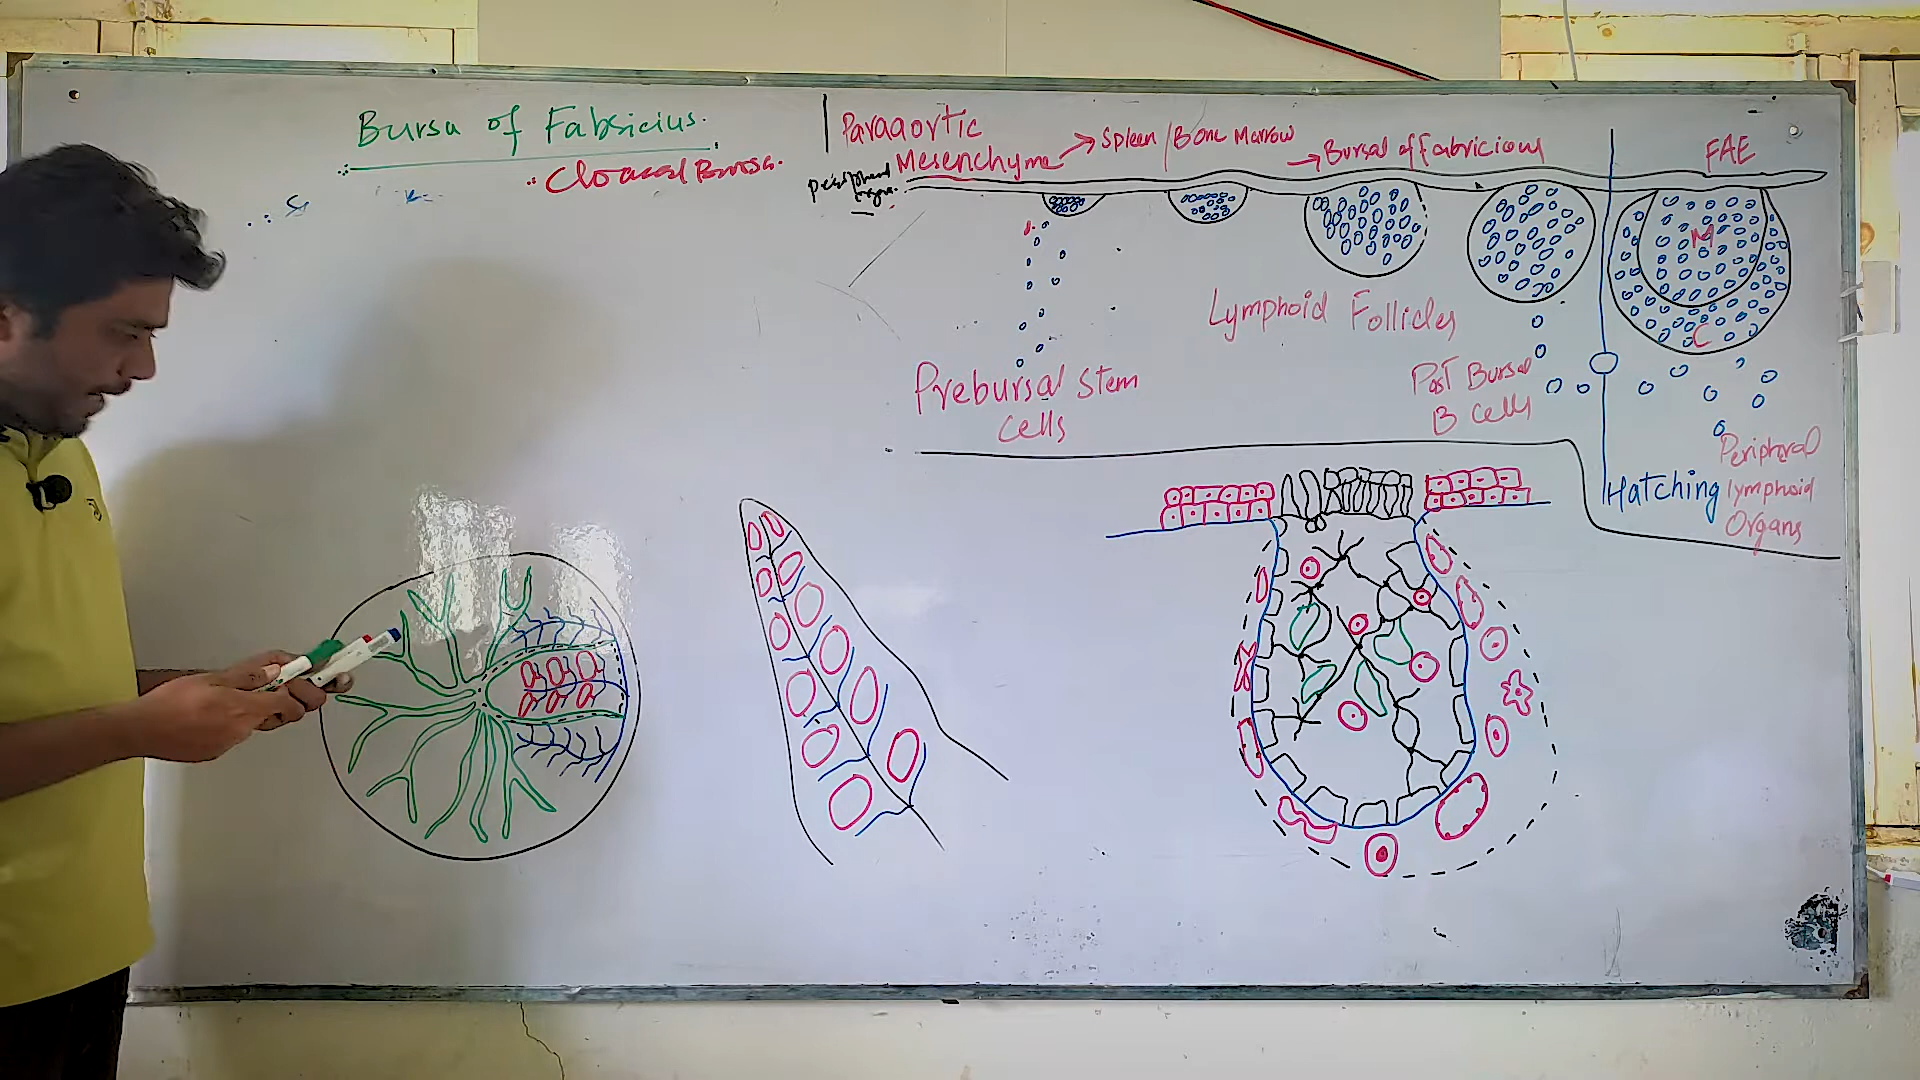 Bursa of Fabricius.
Cloacal Bursa.
Paraaortic
Mesenchyme → Spleen/Bone Marrow → Bursal of Fabricious
FAE
M
C
Lymphoid Follicles
Prebursal Stem
Cells
Post Bursal
B Cells
Hatching
Peripheral
lymphoid
Organs